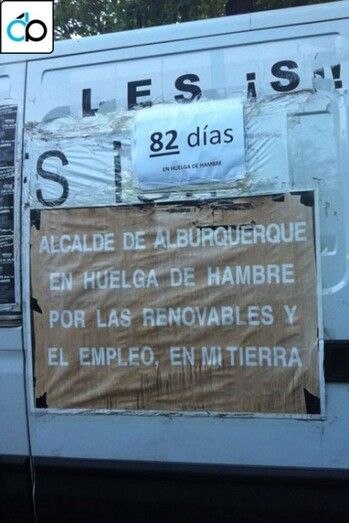 LES ¡S!!
82 días
EN HUELGA DE HAMBRE
S
ALCALDE DE ALBURQUERQUE
EN HUELGA DE HAMBRE
POR LAS RENOVABLES Y
EL EMPLEO, EN MI TIERRA